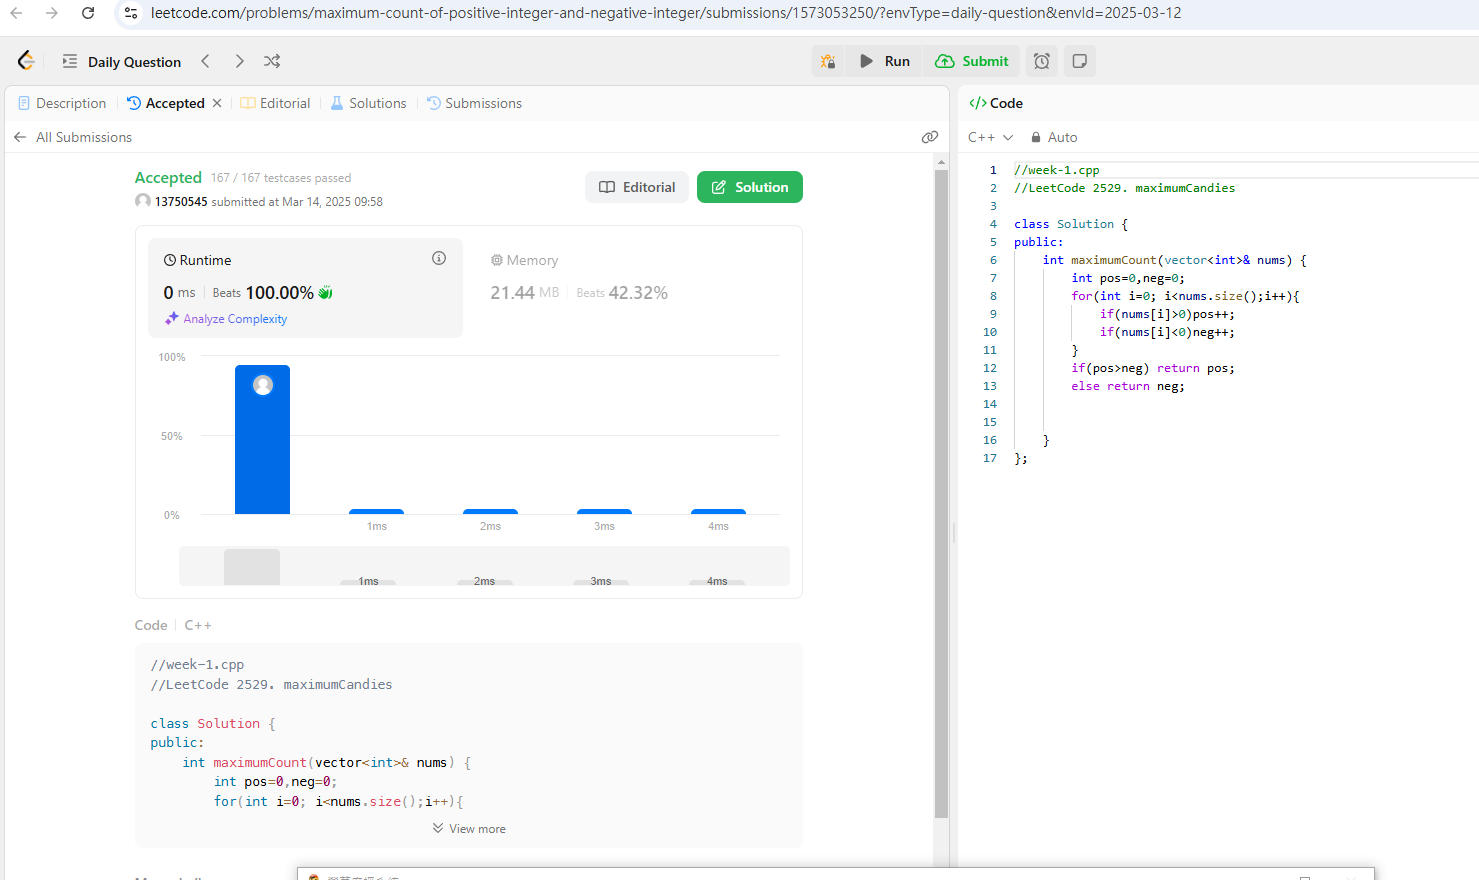 leetcode.com/problems/maximum-count-of-positive-integer-and-negative-integer/submissions/1573053250/?envType=daily-question&envId=2025-03-12
Daily Question
Run
Submit
Description
Accepted
Editorial
Solutions
Submissions
All Submissions
Accepted 167 / 167 testcases passed
13750545 submitted at Mar 14, 2025 09:58
Editorial
Solution
Runtime
0 ms Beats 100.00%
Analyze Complexity
Memory
21.44 MB Beats 42.32%
100%
50%
0%
1ms 2ms 3ms 4ms
1ms 2ms 3ms 4ms
Code C++
//week-1.cpp
//LeetCode 2529. maximumCandies
class Solution {
public:
int maximumCount(vector<int>& nums) {
int pos=0,neg=0;
for(int i=0; i<nums.size();i++){
View more
</> Code
C++ Auto
1 //week-1.cpp
2 //LeetCode 2529. maximumCandies
3
4 class Solution {
5 public:
6 int maximumCount(vector<int>& nums) {
7 int pos=0,neg=0;
8 for(int i=0; i<nums.size();i++){
9 if(nums[i]>0)pos++;
10 if(nums[i]<0)neg++;
11 }
12 if(pos>neg) return pos;
13 else return neg;
14
15
16 }
17 };